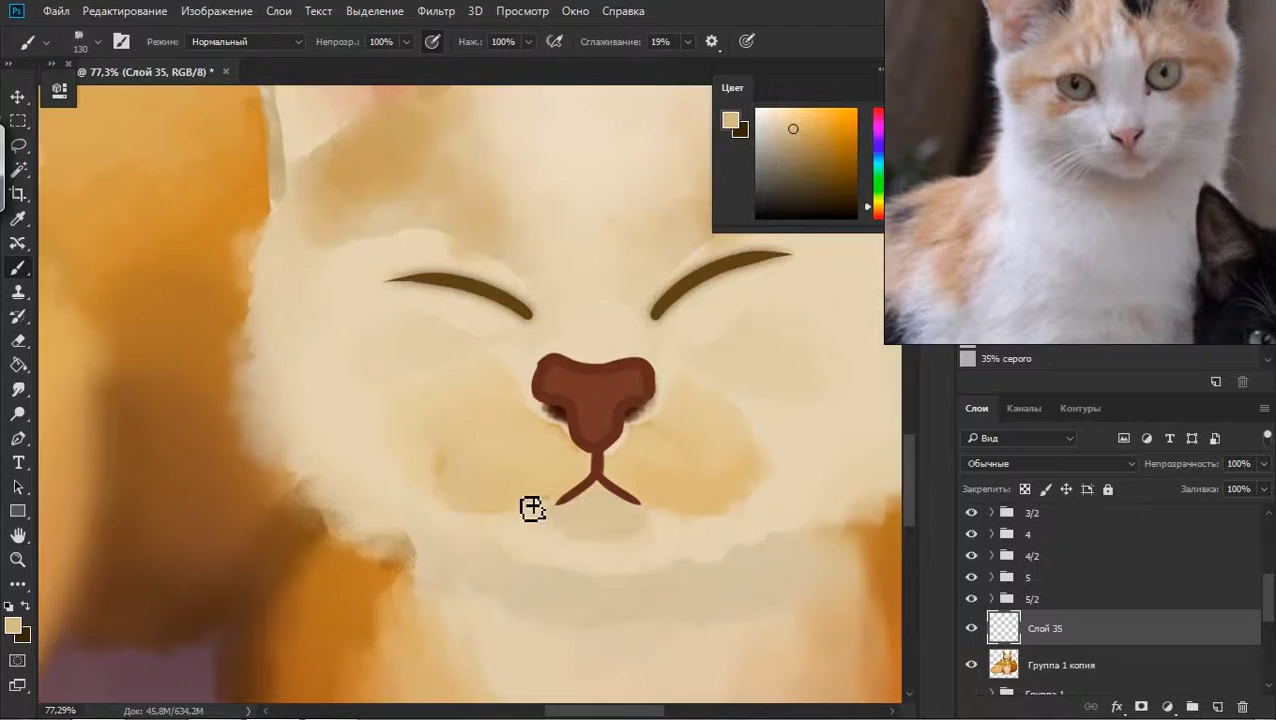 Ps Файл Редактирование Изображение Слои Текст Выделение Фильтр 3D Просмотр Окно Справка
130 Режим: Нормальный Непрозр.: 100% Наж.: 100% Сглаживание: 19%
@ 77,3% (Слой 35, RGB/8) * ×
Цвет
35% серого
Слои Каналы Контуры
Вид
Обычные Непрозрачность: 100%
Закрепить: Заливка: 100%
3/2
4
4/2
5
5/2
Слой 35
Группа 1 копия
Группа 1
77,29% Док: 45,8M/634,2M
fx